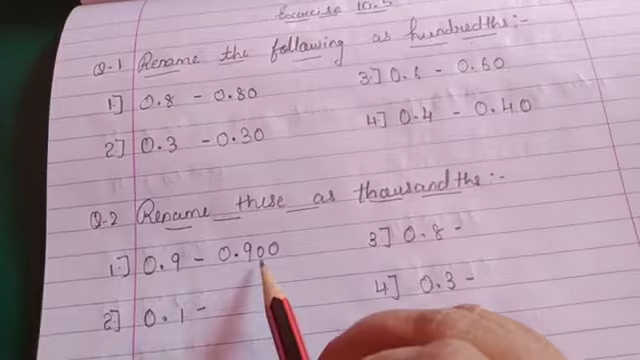 Exercise 10.5
Q-1 Rename the following as hundredths:-
1.] 0.8 - 0.80
3.] 0.6 - 0.60
2] 0.3 - 0.30
4.] 0.4 - 0.40
Q-2 Rename these as thousandths:-
1.] 0.9 - 0.900
3] 0.8 -
2] 0.1 -
4] 0.3 -